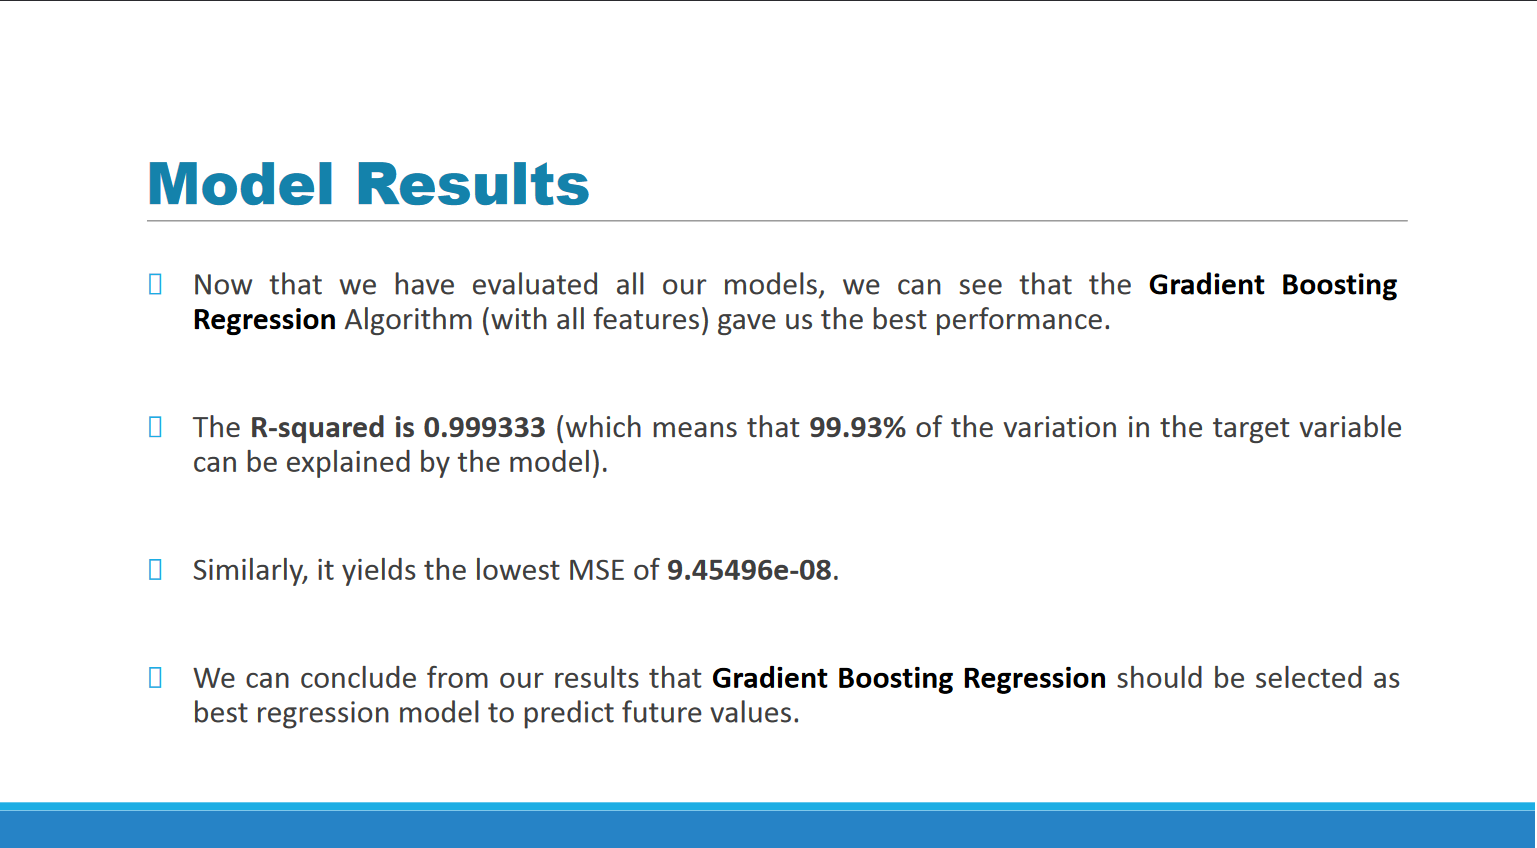 Model Results
Now that we have evaluated all our models, we can see that the Gradient Boosting
Regression Algorithm (with all features) gave us the best performance.
The R-squared is 0.999333 (which means that 99.93% of the variation in the target variable
can be explained by the model).
Similarly, it yields the lowest MSE of 9.45496e-08.
We can conclude from our results that Gradient Boosting Regression should be selected as
best regression model to predict future values.